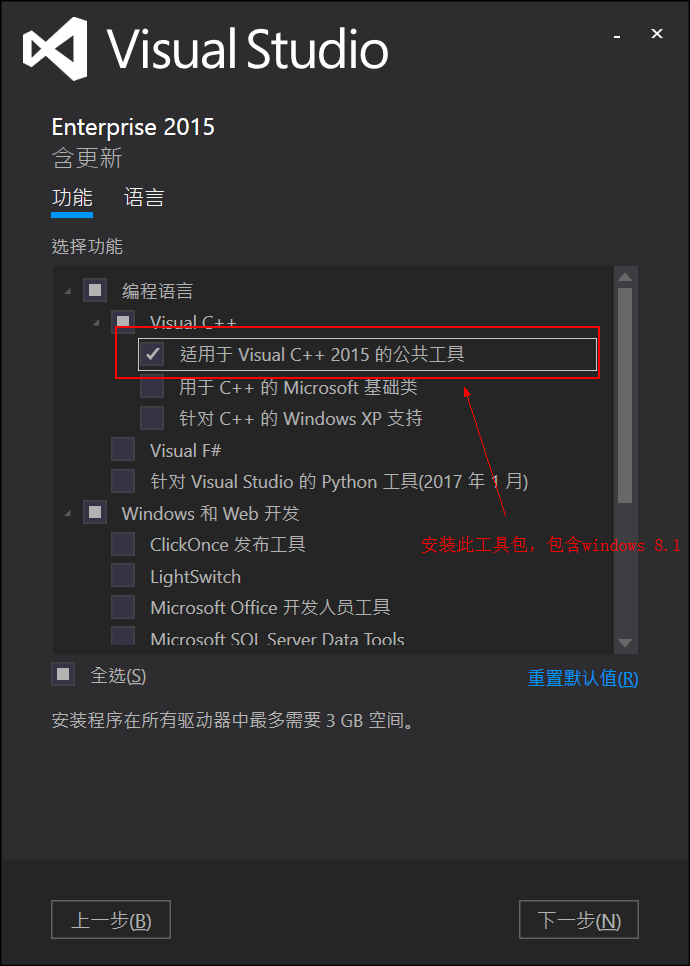 Visual Studio
Enterprise 2015
含更新
功能 语言
选择功能
编程语言
Visual C++
适用于 Visual C++ 2015 的公共工具
用于 C++ 的 Microsoft 基础类
针对 C++ 的 Windows XP 支持
Visual F#
针对 Visual Studio 的 Python 工具(2017 年 1 月)
Windows 和 Web 开发
ClickOnce 发布工具
安装此工具包，包含windows 8.1
LightSwitch
Microsoft Office 开发人员工具
Microsoft SQL Server Data Tools
全选(S)
重置默认值(R)
安装程序在所有驱动器中最多需要 3 GB 空间。
上一步(B)
下一步(N)